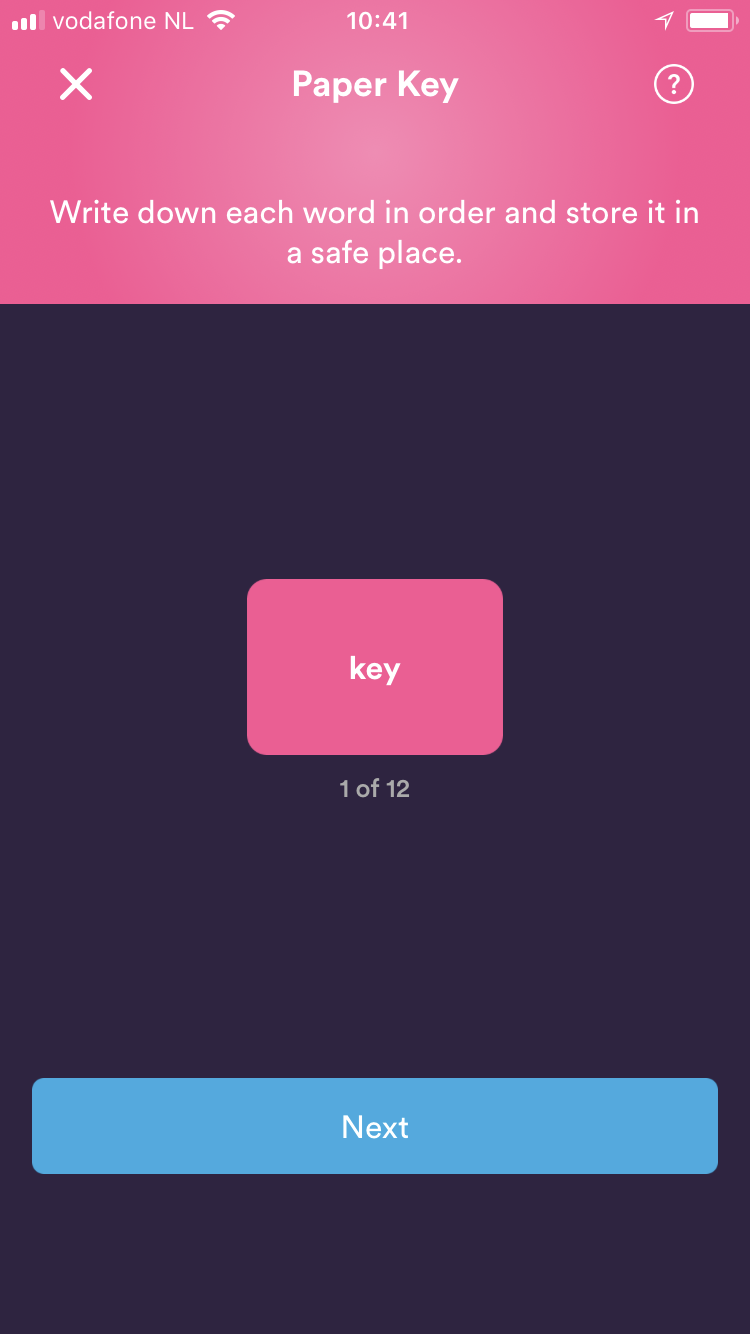 vodafone NL 10:41
Paper Key
?
Write down each word in order and store it in
a safe place.
key
1 of 12
Next